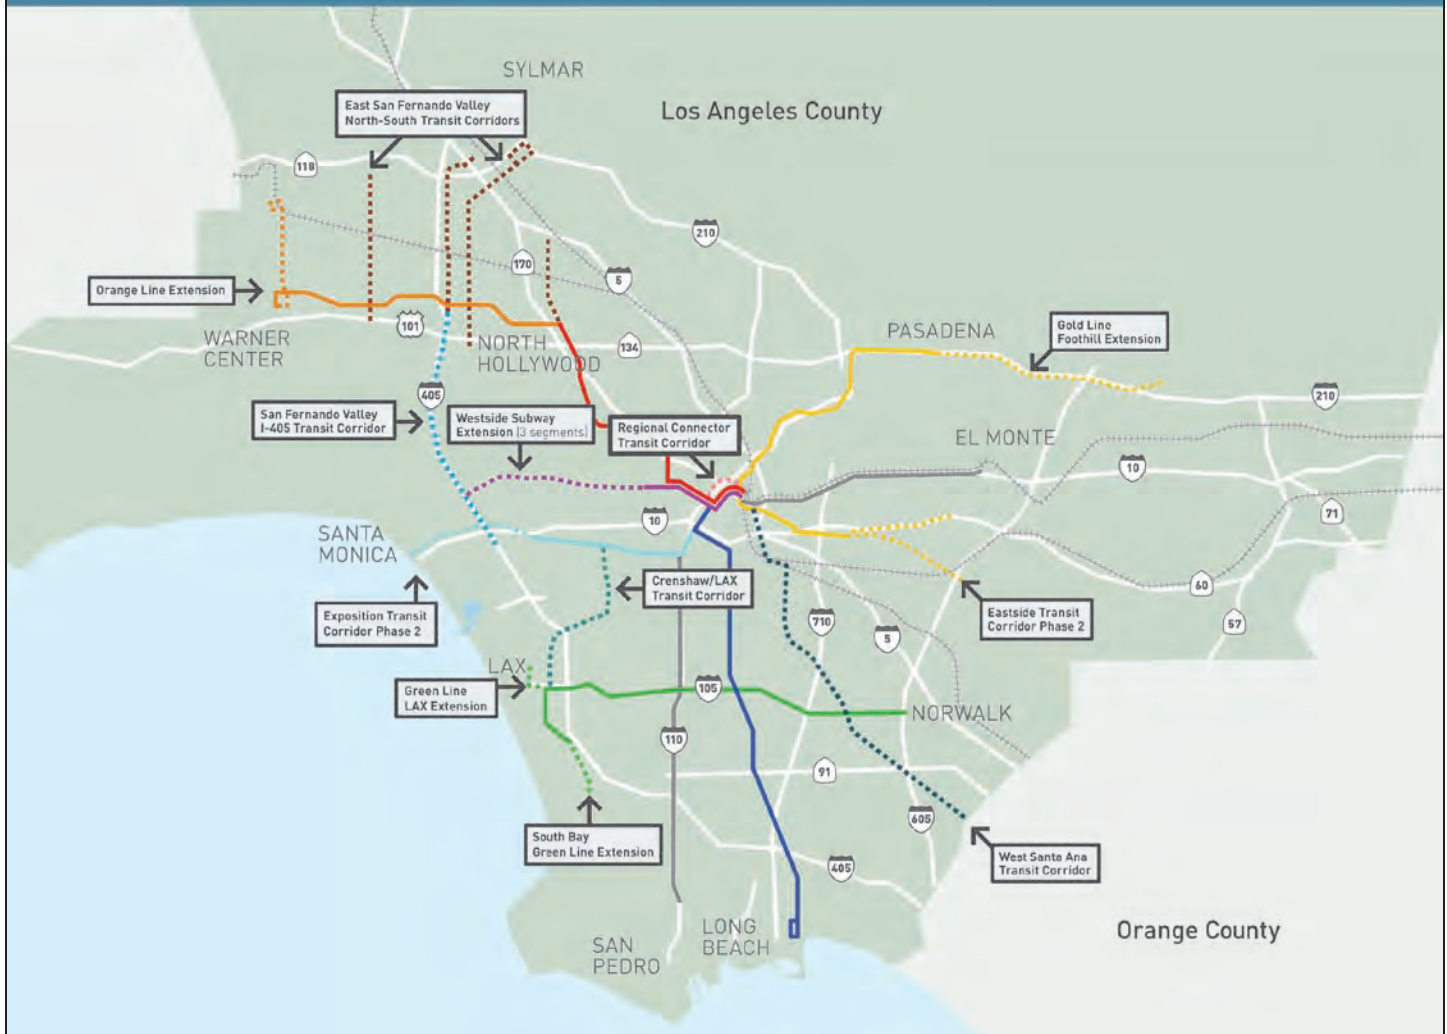 SYLMAR
East San Fernando Valley
North-South Transit Corridors
Los Angeles County
118
210
170
5
Orange Line Extension
WARNER
CENTER
101
NORTH
HOLLYWOOD
134
PASADENA
Gold Line
Foothill Extension
405
210
San Fernando Valley
I-405 Transit Corridor
Westside Subway
Extension (3 segments)
Regional Connector
Transit Corridor
EL MONTE
10
10
71
SANTA
MONICA
Crenshaw/LAX
Transit Corridor
60
Exposition Transit
Corridor Phase 2
710
5
Eastside Transit
Corridor Phase 2
57
LAX
Green Line
LAX Extension
105
NORWALK
110
91
605
South Bay
Green Line Extension
405
West Santa Ana
Transit Corridor
SAN
PEDRO
LONG
BEACH
Orange County